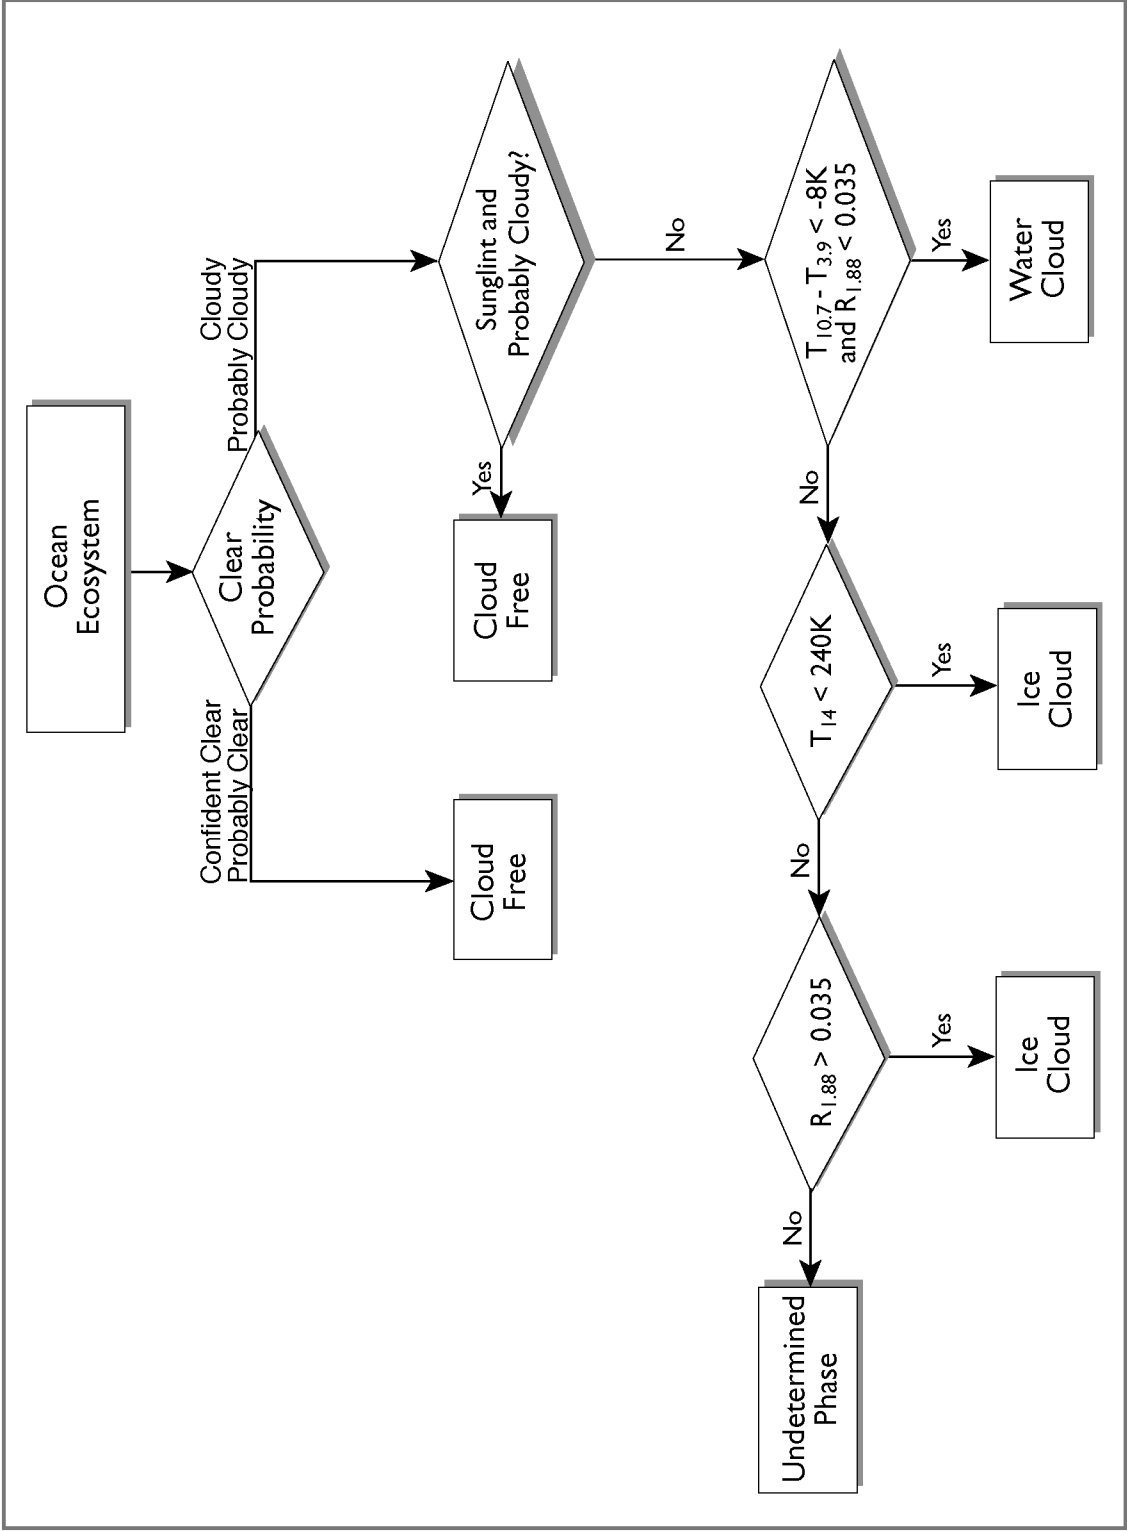 Ocean
Ecosystem
Clear
Probability
Confident Clear
Probably Clear
Cloudy
Probably Cloudy
Cloud
Free
Cloud
Free
Yes
Sunglint and
Probably Cloudy?
No
Undetermined
Phase
No
R1.88 > 0.035
No
T14 < 240K
No
T10.7 - T3.9 < -8K
and R1.88 < 0.035
Yes
Yes
Yes
Ice
Cloud
Ice
Cloud
Water
Cloud